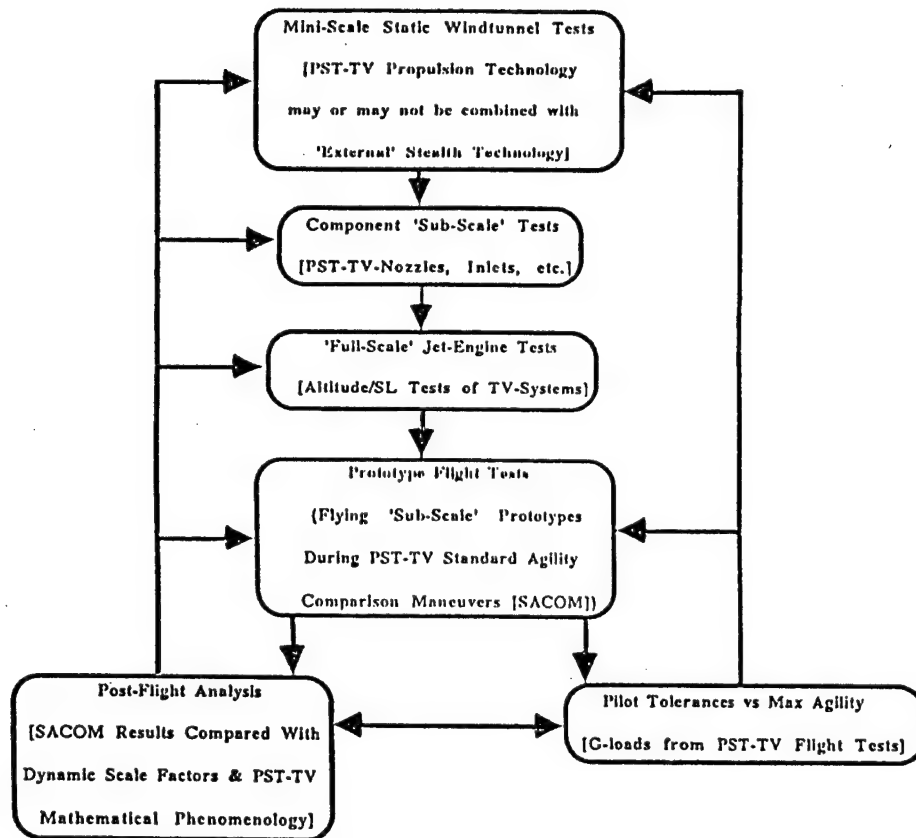 Mini-Scale Static Windtunnel Tests
[PST-TV Propulsion Technology
may or may not be combined with
'External' Stealth Technology]
Component 'Sub-Scale' Tests
[PST-TV-Nozzles, Inlets, etc.]
'Full-Scale' Jet-Engine Tests
[Altitude/SL Tests of TV-Systems]
Prototype Flight Tests
(Flying 'Sub-Scale' Prototypes
During PST-TV Standard Agility
Comparison Maneuvers [SACOM])
Post-Flight Analysis
[SACOM Results Compared With
Dynamic Scale Factors & PST-TV
Mathematical Phenomenology]
Pilot Tolerances vs Max Agility
[G-loads from PST-TV Flight Tests]